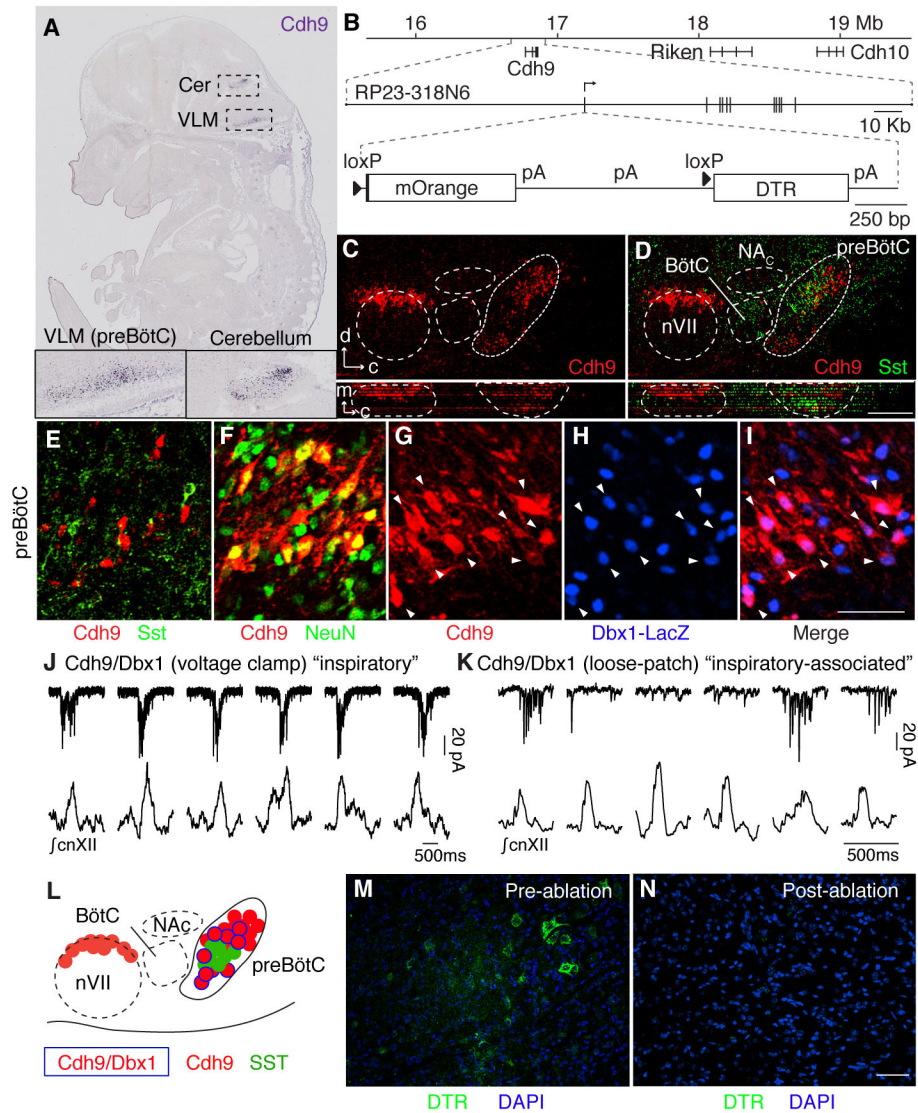 A
Cdh9
Cer
VLM
VLM (preBötC)
Cerebellum
B
16 17 18 19 Mb
Cdh9
Riken
Cdh10
RP23-318N6
10 Kb
loxP
mOrange
pA
pA
loxP
DTR
pA
250 bp
C
d
c
Cdh9
m
c
D
NAC
preBötC
BötC
nVII
Cdh9 Sst
preBötC
E
Cdh9 Sst
F
Cdh9 NeuN
G
Cdh9
H
Dbx1-LacZ
I
Merge
J Cdh9/Dbx1 (voltage clamp) “inspiratory”
20 pA
∫cnXII
500ms
K Cdh9/Dbx1 (loose-patch) “inspiratory-associated”
20 pA
∫cnXII
500ms
L
BötC
NAc
nVII
preBötC
Cdh9/Dbx1 Cdh9 SST
M
Pre-ablation
DTR DAPI
N
Post-ablation
DTR DAPI